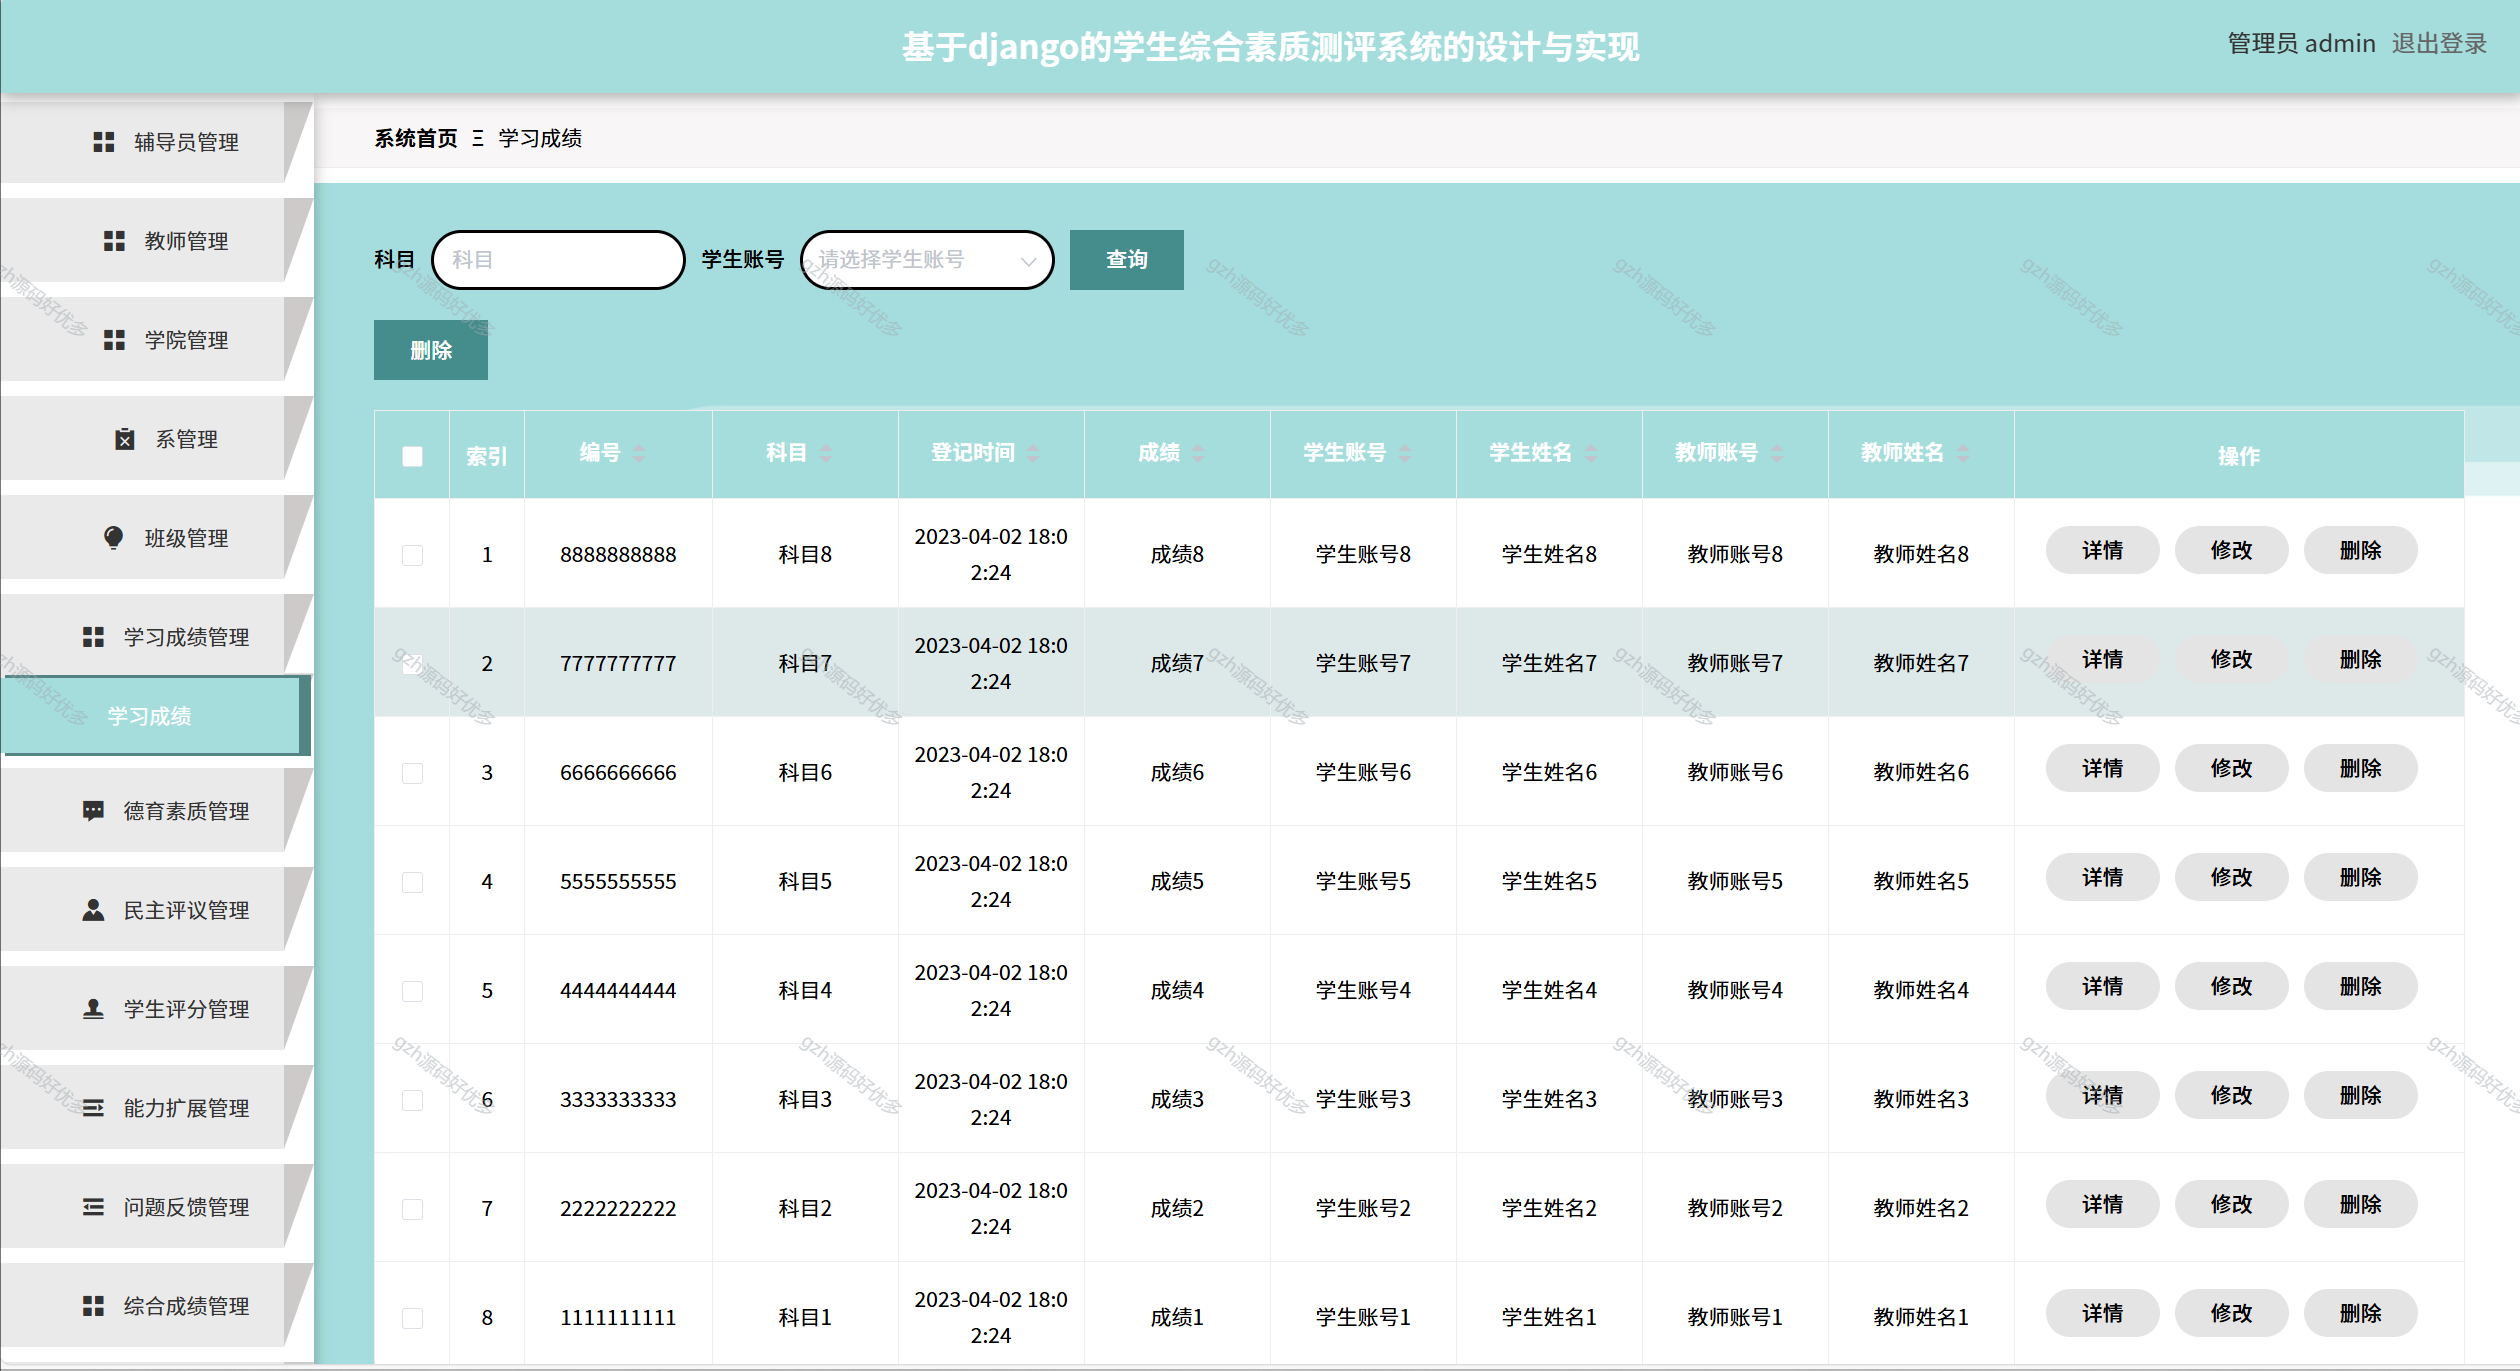 基于django的学生综合素质测评系统的设计与实现
管理员 admin 退出登录
辅导员管理
教师管理
学院管理
系管理
班级管理
学习成绩管理
学习成绩
德育素质管理
民主评议管理
学生评分管理
能力扩展管理
问题反馈管理
综合成绩管理
系统首页 Ξ 学习成绩
科目 科目 学生账号 请选择学生账号 查询
删除
索引 编号 科目 登记时间 成绩 学生账号 学生姓名 教师账号 教师姓名 操作
1 8888888888 科目8 2023-04-02 18:0 成绩8 学生账号8 学生姓名8 教师账号8 教师姓名8 详情 修改 删除
2:24
2 7777777777 科目7 2023-04-02 18:0 成绩7 学生账号7 学生姓名7 教师账号7 教师姓名7 详情 修改 删除
2:24
3 6666666666 科目6 2023-04-02 18:0 成绩6 学生账号6 学生姓名6 教师账号6 教师姓名6 详情 修改 删除
2:24
4 5555555555 科目5 2023-04-02 18:0 成绩5 学生账号5 学生姓名5 教师账号5 教师姓名5 详情 修改 删除
2:24
5 4444444444 科目4 2023-04-02 18:0 成绩4 学生账号4 学生姓名4 教师账号4 教师姓名4 详情 修改 删除
2:24
6 3333333333 科目3 2023-04-02 18:0 成绩3 学生账号3 学生姓名3 教师账号3 教师姓名3 详情 修改 删除
2:24
7 2222222222 科目2 2023-04-02 18:0 成绩2 学生账号2 学生姓名2 教师账号2 教师姓名2 详情 修改 删除
2:24
8 1111111111 科目1 2023-04-02 18:0 成绩1 学生账号1 学生姓名1 教师账号1 教师姓名1 详情 修改 删除
2:24
gzh源码好优多